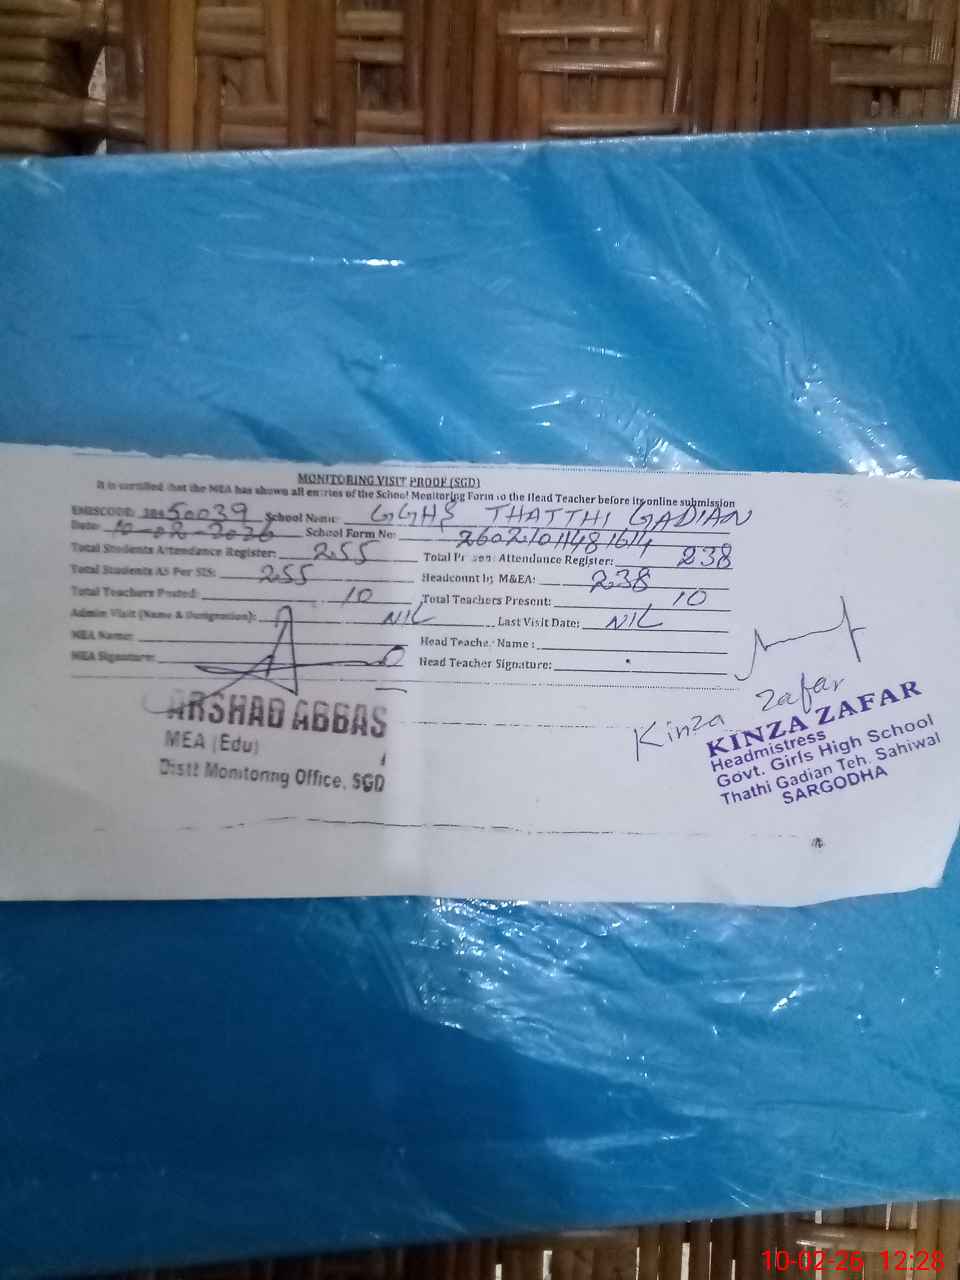 MONITORING VISIT PROOF (SGD)
It is certified that the MEA has shown all entries of the School Monitoring Form to the Head Teacher before its online submission
EMISCODE: 38450039 School Name: GGHS THATTHI GADIAN
Date: 10-02-2026 School Form No:
Total Students Attendance Register: 255 Total Present Attendance Register: 238
Total Students AS Per SIS: 255 Headcount by M&EA: 238
Total Teachers Posted: 10 Total Teachers Present: 10
Admin Visit (Name & Designation): NIL Last Visit Date: NIL
MEA Name: Head Teacher Name:
MEA Signature: Head Teacher Signature:
ARSHAD ABBAS
MEA (Edu)
Distt Monitoring Office, SGD
Kinza Zafar
KINZA ZAFAR
Headmistress
Govt. Girls High School
Thathi Gadian Teh. Sahiwal
SARGODHA
10-02-26 12:28